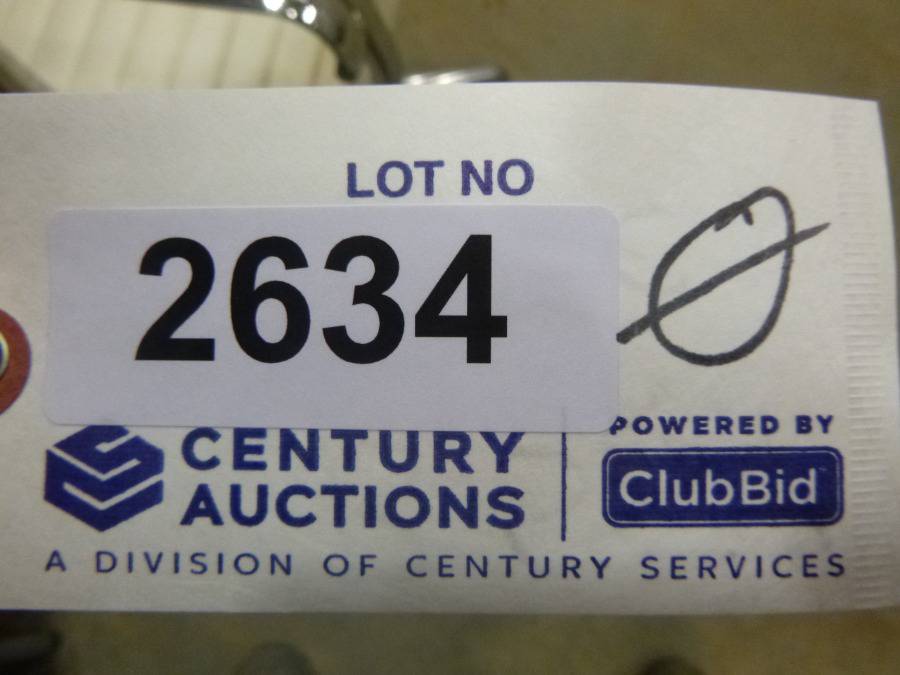 LOT NO
2634
Ø
CENTURY
AUCTIONS
POWERED BY
ClubBid
A DIVISION OF CENTURY SERVICES